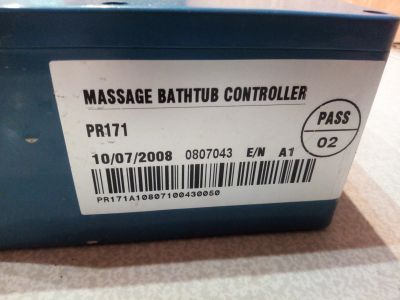 MASSAGE BATHTUB CONTROLLER
PR171
PASS
02
10/07/2008 0807043 E/N A1
PR171A10807100430050